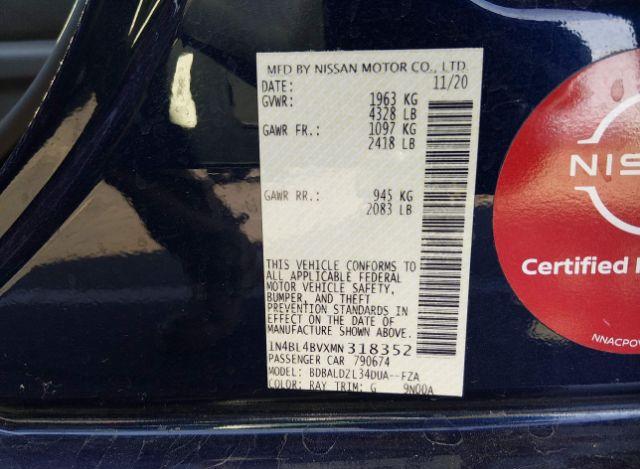 MFD BY NISSAN MOTOR CO., LTD.
DATE: 11/20
GVWR: 1963 KG
4328 LB
GAWR FR.: 1097 KG
2418 LB
GAWR RR.: 945 KG
2083 LB
THIS VEHICLE CONFORMS TO
ALL APPLICABLE FEDERAL
MOTOR VEHICLE SAFETY,
BUMPER, AND THEFT
PREVENTION STANDARDS IN
EFFECT ON THE DATE OF
MANUFACTURE SHOWN ABOVE.
1N4BL4BVXMN318352
PASSENGER CAR 790674
MODEL: BDBALDZL34DUA--FZA
COLOR: RAY TRIM: G 9N00A
NIS
Certified
NNACPOV